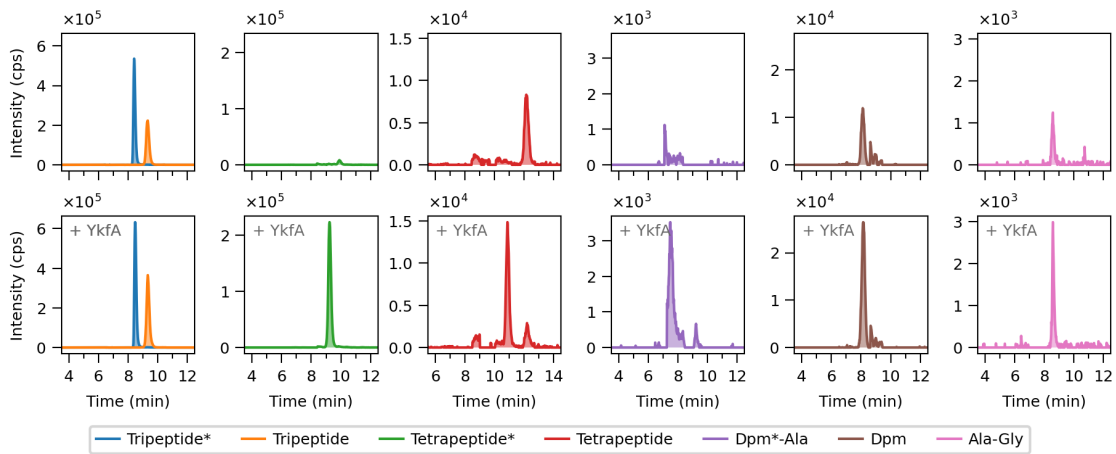 ×10⁵ ×10⁵ ×10⁴ ×10³ ×10⁴ ×10³
Intensity (cps)
6 4 2 0
2 1 0
1.5 1.0 0.5 0.0
3 2 1 0
2 1 0
3 2 1 0
×10⁵ ×10⁵ ×10⁴ ×10³ ×10⁴ ×10³
+ YkfA + YkfA + YkfA + YkfA + YkfA + YkfA
Intensity (cps)
6 4 2 0
2 1 0
1.5 1.0 0.5 0.0
3 2 1 0
2 1 0
3 2 1 0
4 6 8 10 12 4 6 8 10 12 6 8 10 12 14 4 6 8 10 12 4 6 8 10 12 4 6 8 10 12
Time (min) Time (min) Time (min) Time (min) Time (min) Time (min)
Tripeptide* Tripeptide Tetrapeptide* Tetrapeptide Dpm*-Ala Dpm Ala-Gly